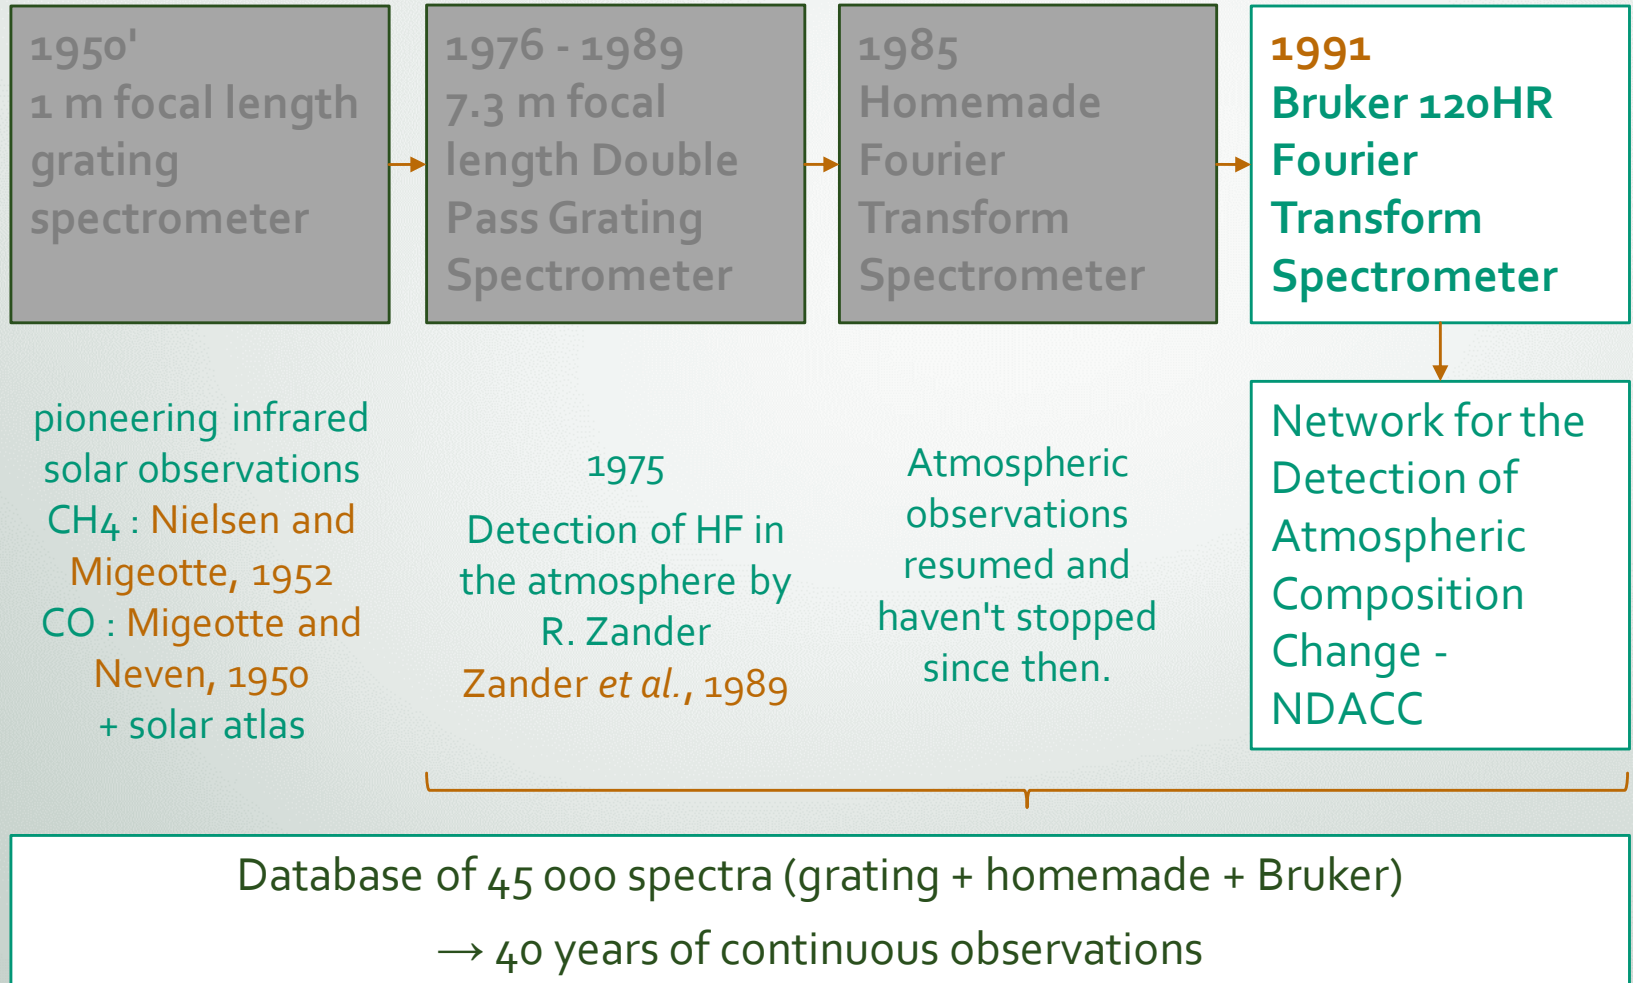 1950'
1 m focal length
grating
spectrometer
1976 - 1989
7.3 m focal
length Double
Pass Grating
Spectrometer
1985
Homemade
Fourier
Transform
Spectrometer
1991
Bruker 120HR
Fourier
Transform
Spectrometer
pioneering infrared
solar observations
CH4 : Nielsen and
Migeotte, 1952
CO : Migeotte and
Neven, 1950
+ solar atlas
1975
Detection of HF in
the atmosphere by
R. Zander
Zander et al., 1989
Atmospheric
observations
resumed and
haven't stopped
since then.
Network for the
Detection of
Atmospheric
Composition
Change -
NDACC
Database of 45 000 spectra (grating + homemade + Bruker)
→ 40 years of continuous observations